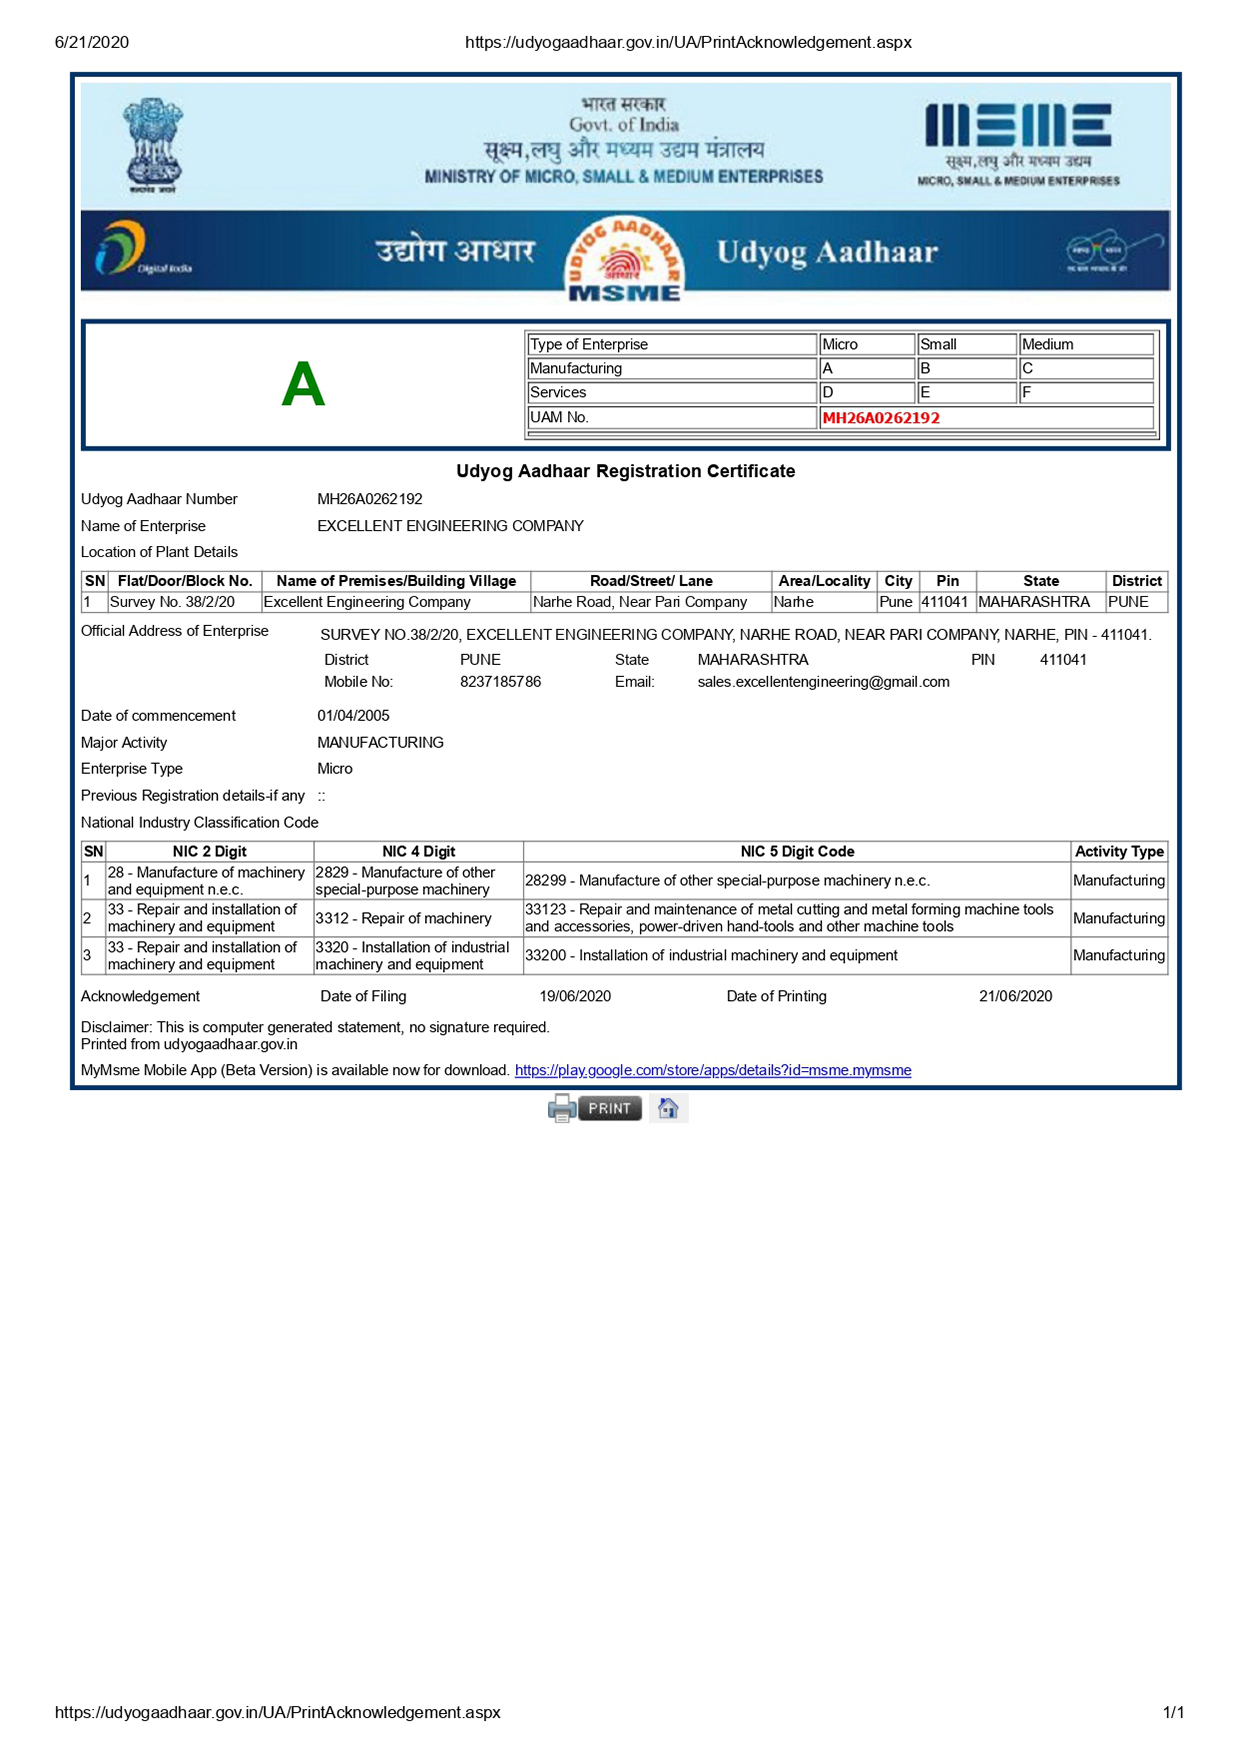 6/21/2020 https://udyogaadhaar.gov.in/UA/PrintAcknowledgement.aspx
भारत सरकार
Govt. of India
सूक्ष्म,लघु और मध्यम उद्यम मंत्रालय
MINISTRY OF MICRO, SMALL & MEDIUM ENTERPRISES
सत्यमेव जयते
MSME
सूक्ष्म,लघु और मध्यम उद्यम
MICRO, SMALL & MEDIUM ENTERPRISES
Digital India
उद्योग आधार
UDYOG AADHAAR
आधार
MSME
Udyog Aadhaar
A
Type of Enterprise Micro Small Medium
Manufacturing A B C
Services D E F
UAM No. MH26A0262192
Udyog Aadhaar Registration Certificate
Udyog Aadhaar Number MH26A0262192
Name of Enterprise EXCELLENT ENGINEERING COMPANY
Location of Plant Details
SN Flat/Door/Block No. Name of Premises/Building Village Road/Street/ Lane Area/Locality City Pin State District
1 Survey No. 38/2/20 Excellent Engineering Company Narhe Road, Near Pari Company Narhe Pune 411041 MAHARASHTRA PUNE
Official Address of Enterprise SURVEY NO.38/2/20, EXCELLENT ENGINEERING COMPANY, NARHE ROAD, NEAR PARI COMPANY, NARHE, PIN - 411041.
District PUNE State MAHARASHTRA PIN 411041
Mobile No: 8237185786 Email: sales.excellentengineering@gmail.com
Date of commencement 01/04/2005
Major Activity MANUFACTURING
Enterprise Type Micro
Previous Registration details-if any ::
National Industry Classification Code
SN NIC 2 Digit NIC 4 Digit NIC 5 Digit Code Activity Type
1 28 - Manufacture of machinery and equipment n.e.c. 2829 - Manufacture of other special-purpose machinery 28299 - Manufacture of other special-purpose machinery n.e.c. Manufacturing
2 33 - Repair and installation of machinery and equipment 3312 - Repair of machinery 33123 - Repair and maintenance of metal cutting and metal forming machine tools and accessories, power-driven hand-tools and other machine tools Manufacturing
3 33 - Repair and installation of machinery and equipment 3320 - Installation of industrial machinery and equipment 33200 - Installation of industrial machinery and equipment Manufacturing
Acknowledgement Date of Filing 19/06/2020 Date of Printing 21/06/2020
Disclaimer: This is computer generated statement, no signature required.
Printed from udyogaadhaar.gov.in
MyMsme Mobile App (Beta Version) is available now for download. https://play.google.com/store/apps/details?id=msme.mymsme
PRINT
https://udyogaadhaar.gov.in/UA/PrintAcknowledgement.aspx 1/1